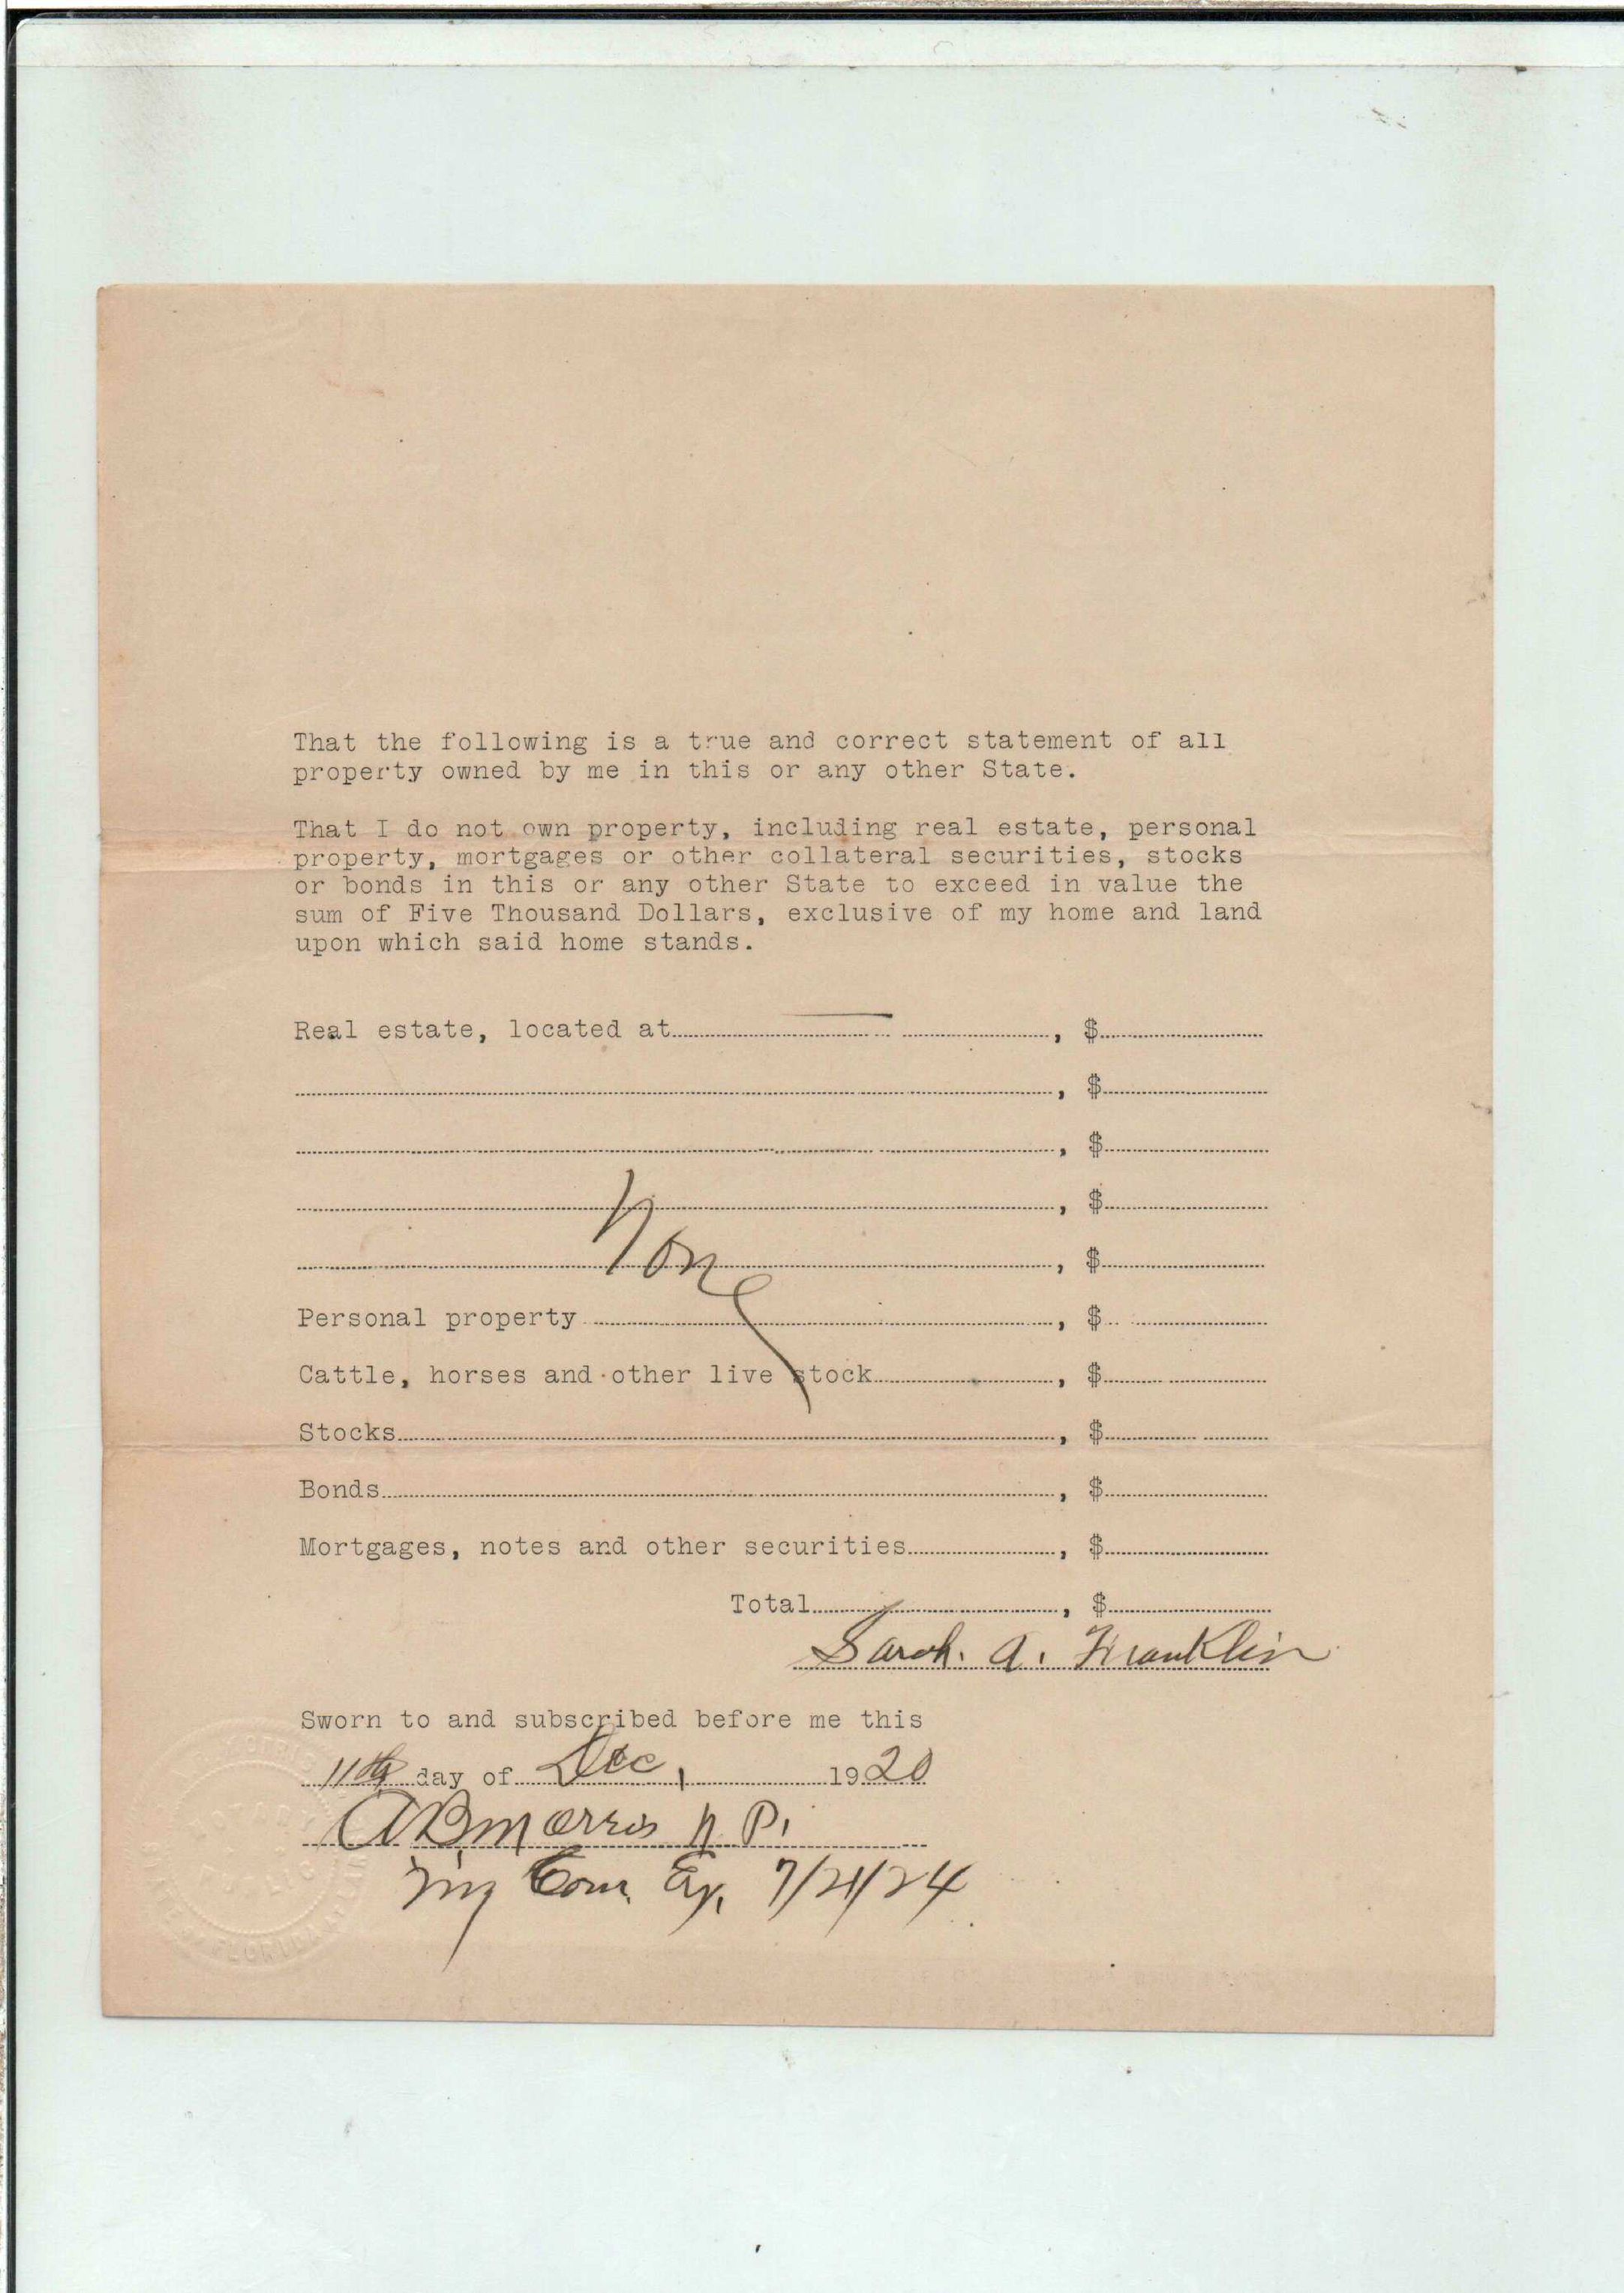 That the following is a true and correct statement of all
property owned by me in this or any other State.
That I do not own property, including real estate, personal
property, mortgages or other collateral securities, stocks
or bonds in this or any other State to exceed in value the
sum of Five Thousand Dollars, exclusive of my home and land
upon which said home stands.
Real estate, located at , $
, $
, $
, $
None , $
Personal property , $
Cattle, horses and other live stock , $
Stocks , $
Bonds , $
Mortgages, notes and other securities , $
Total , $
Sarah. A. Franklin
Sworn to and subscribed before me this
11th day of Dec, 1920
A B Morris N P.
My Com. Ex. 7/21/24
NOTARY
PUBLIC
FLORIDA